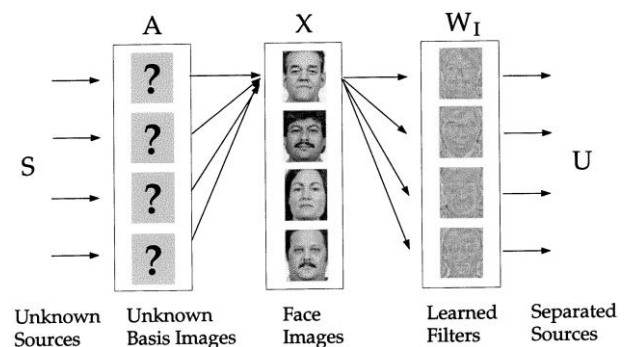 A
X
W_I
?
?
?
?
S
U
Unknown Sources
Unknown Basis Images
Face Images
Learned Filters
Separated Sources